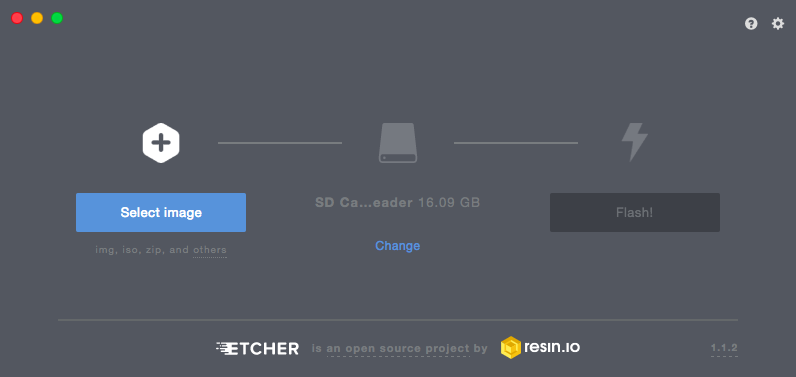 Select image
img, iso, zip, and others
SD Ca...eader 16.09 GB
Change
Flash!
ETCHER is an open source project by resin.io
1.1.2